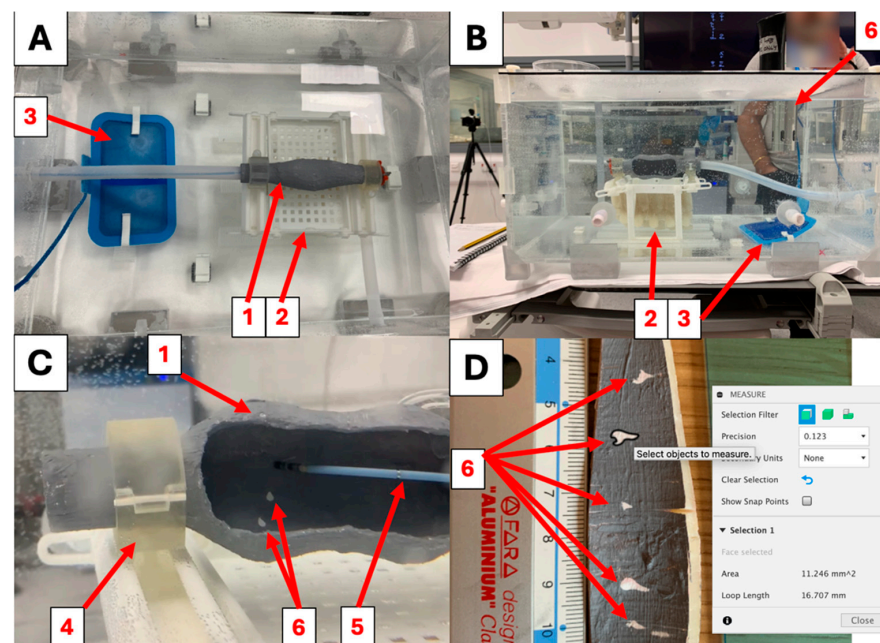 A
3
1 2
B
6
2 3
C
1
4
6
5
D
6
4
5
7
8
9
10
"ALUMINIUM" Cla
FARA design
MEASURE
Selection Filter
Precision
0.123
Select objects to measure.
Units
None
Clear Selection
Show Snap Points
Selection 1
Face selected
Area
11.246 mm^2
Loop Length
16.707 mm
Close